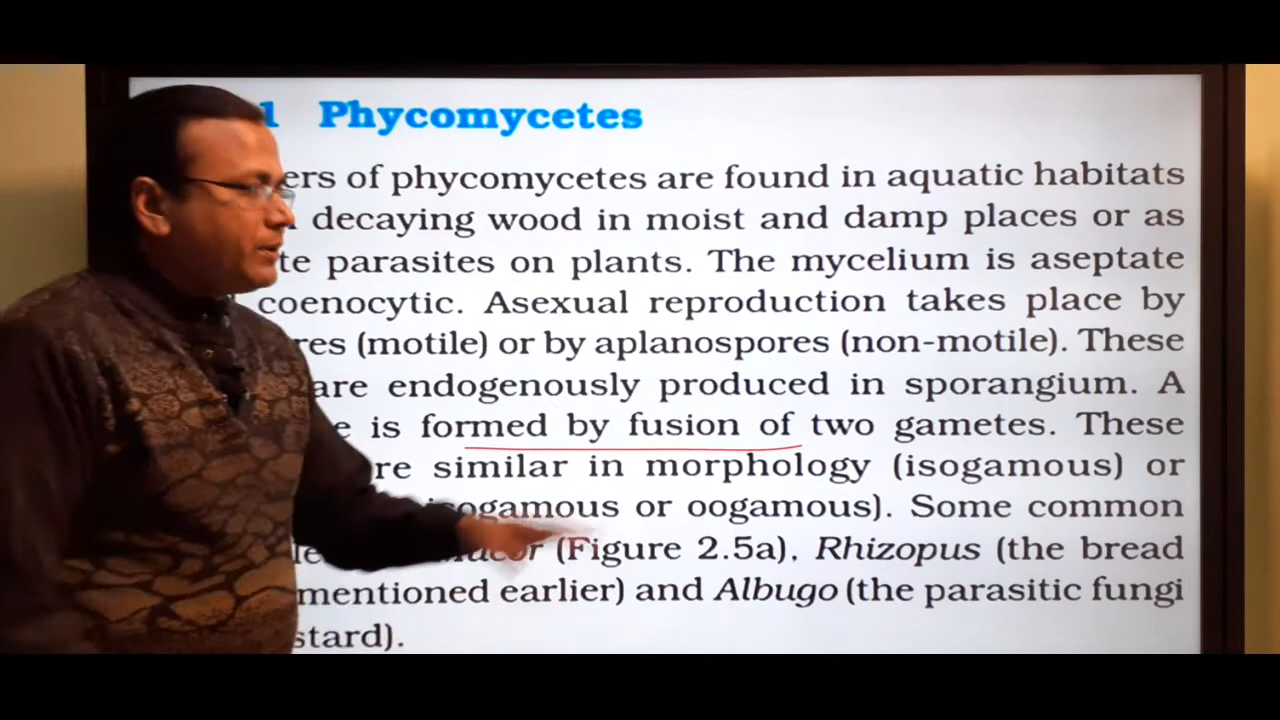 1 Phycomycetes
ers of phycomycetes are found in aquatic habitats
decaying wood in moist and damp places or as
te parasites on plants. The mycelium is aseptate
coenocytic. Asexual reproduction takes place by
res (motile) or by aplanospores (non-motile). These
are endogenously produced in sporangium. A
e is formed by fusion of two gametes. These
re similar in morphology (isogamous) or
isogamous or oogamous). Some common
le Mucor (Figure 2.5a), Rhizopus (the bread
mentioned earlier) and Albugo (the parasitic fungi
stard).